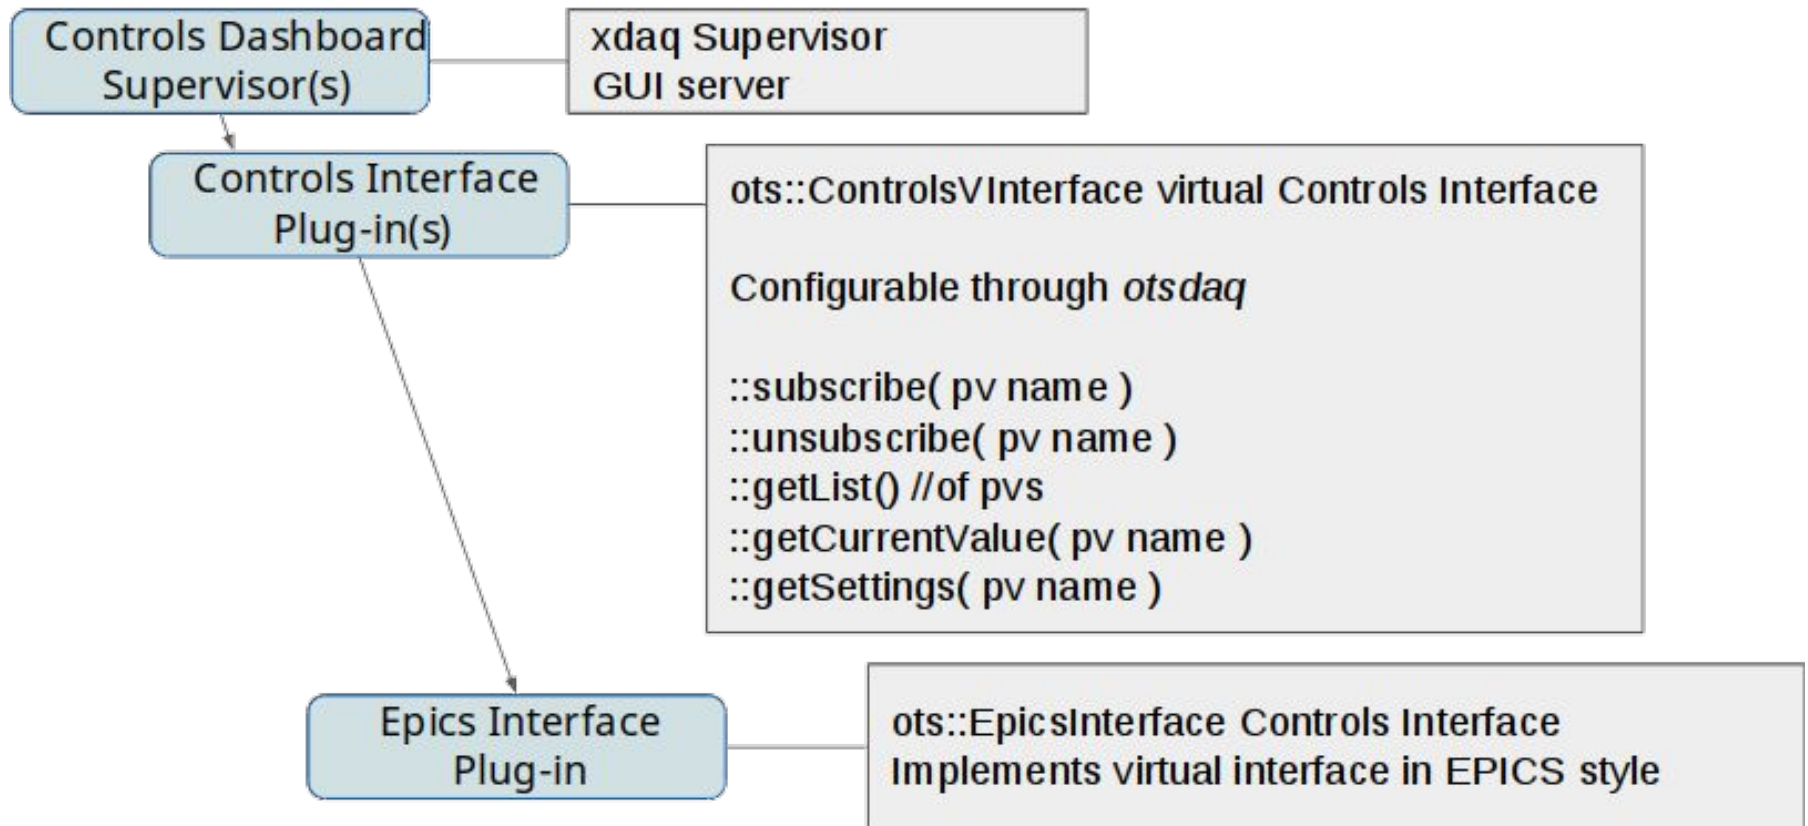 Controls Dashboard
Supervisor(s)
xdaq Supervisor
GUI server
Controls Interface
Plug-in(s)
ots::ControlsVInterface virtual Controls Interface
Configurable through otsdaq
::subscribe( pv name )
::unsubscribe( pv name )
::getList() //of pvs
::getCurrentValue( pv name )
::getSettings( pv name )
Epics Interface
Plug-in
ots::EpicsInterface Controls Interface
Implements virtual interface in EPICS style